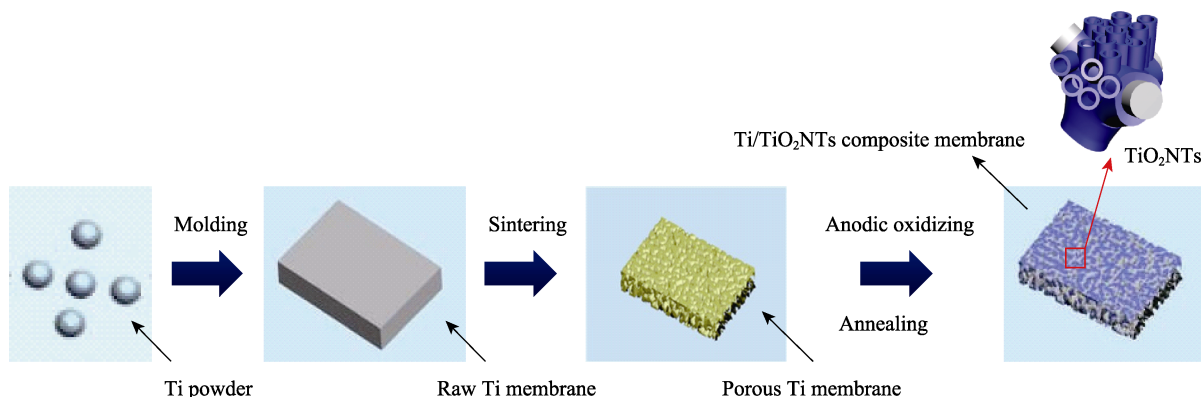 Ti/TiO₂NTs composite membrane
TiO₂NTs
Molding
Sintering
Anodic oxidizing
Annealing
Ti powder
Raw Ti membrane
Porous Ti membrane